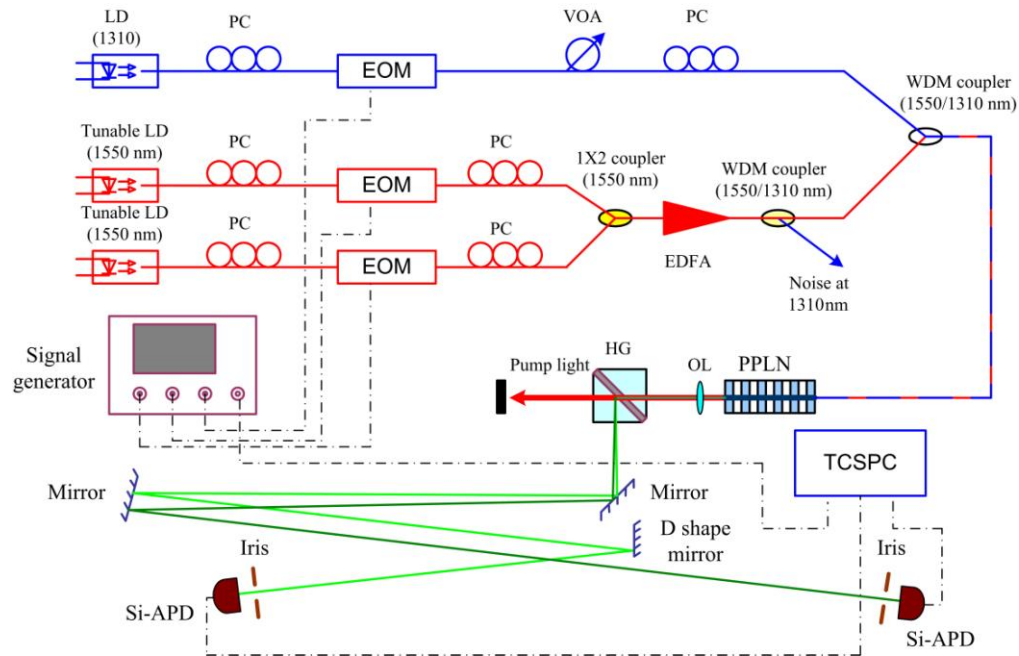 LD
(1310)
PC
EOM
VOA
PC
WDM coupler
(1550/1310 nm)
Tunable LD
(1550 nm)
PC
EOM
PC
1X2 coupler
(1550 nm)
WDM coupler
(1550/1310 nm)
Tunable LD
(1550 nm)
PC
EOM
PC
EDFA
Noise at
1310nm
Signal
generator
Pump light
HG
OL
PPLN
TCSPC
Mirror
Mirror
D shape
mirror
Iris
Iris
Si-APD
Si-APD